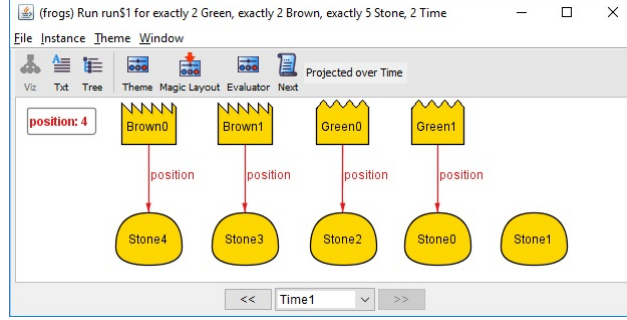 (frogs) Run run$1 for exactly 2 Green, exactly 2 Brown, exactly 5 Stone, 2 Time
File Instance Theme Window
Viz Txt Tree Theme Magic Layout Evaluator Next Projected over Time
position: 4
Brown0 Brown1 Green0 Green1
position position position position
Stone4 Stone3 Stone2 Stone0 Stone1
<< Time1 >>